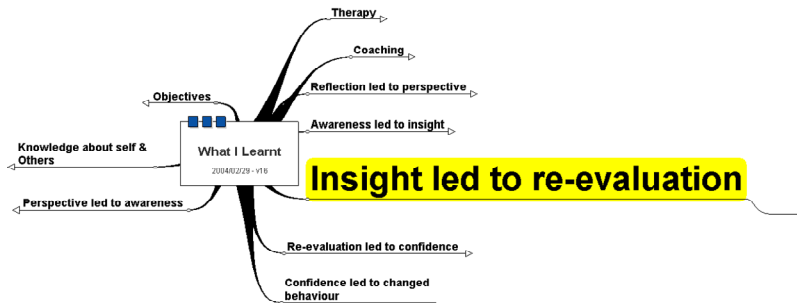 Therapy
Coaching
Reflection led to perspective
Objectives
Awareness led to insight
What I Learnt
2004/02/29 - v16
Knowledge about self &
Others
Insight led to re-evaluation
Perspective led to awareness
Re-evaluation led to confidence
Confidence led to changed
behaviour